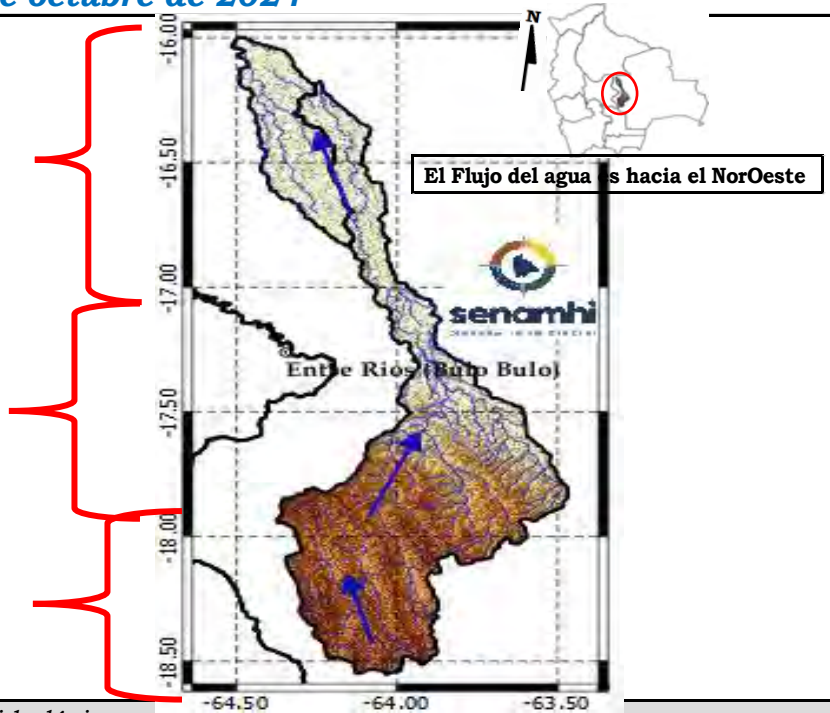 e octubre de 2024
N
El Flujo del agua es hacia el NorOeste
-16.00
-16.50
-17.00
-17.50
-18.00
-18.50
senamhi
Entre Rios (Bulo Bulo)
-64.50
-64.00
-63.50